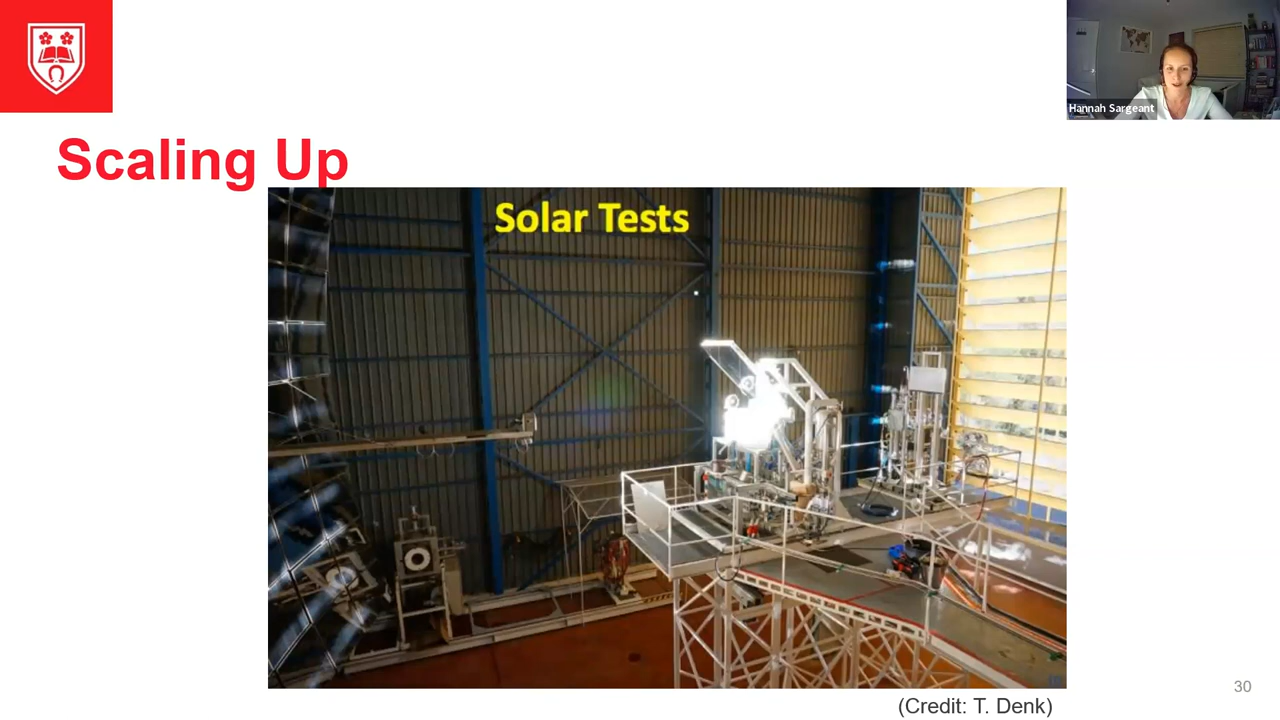 Hannah Sargeant
Scaling Up
Solar Tests
(Credit: T. Denk)
30